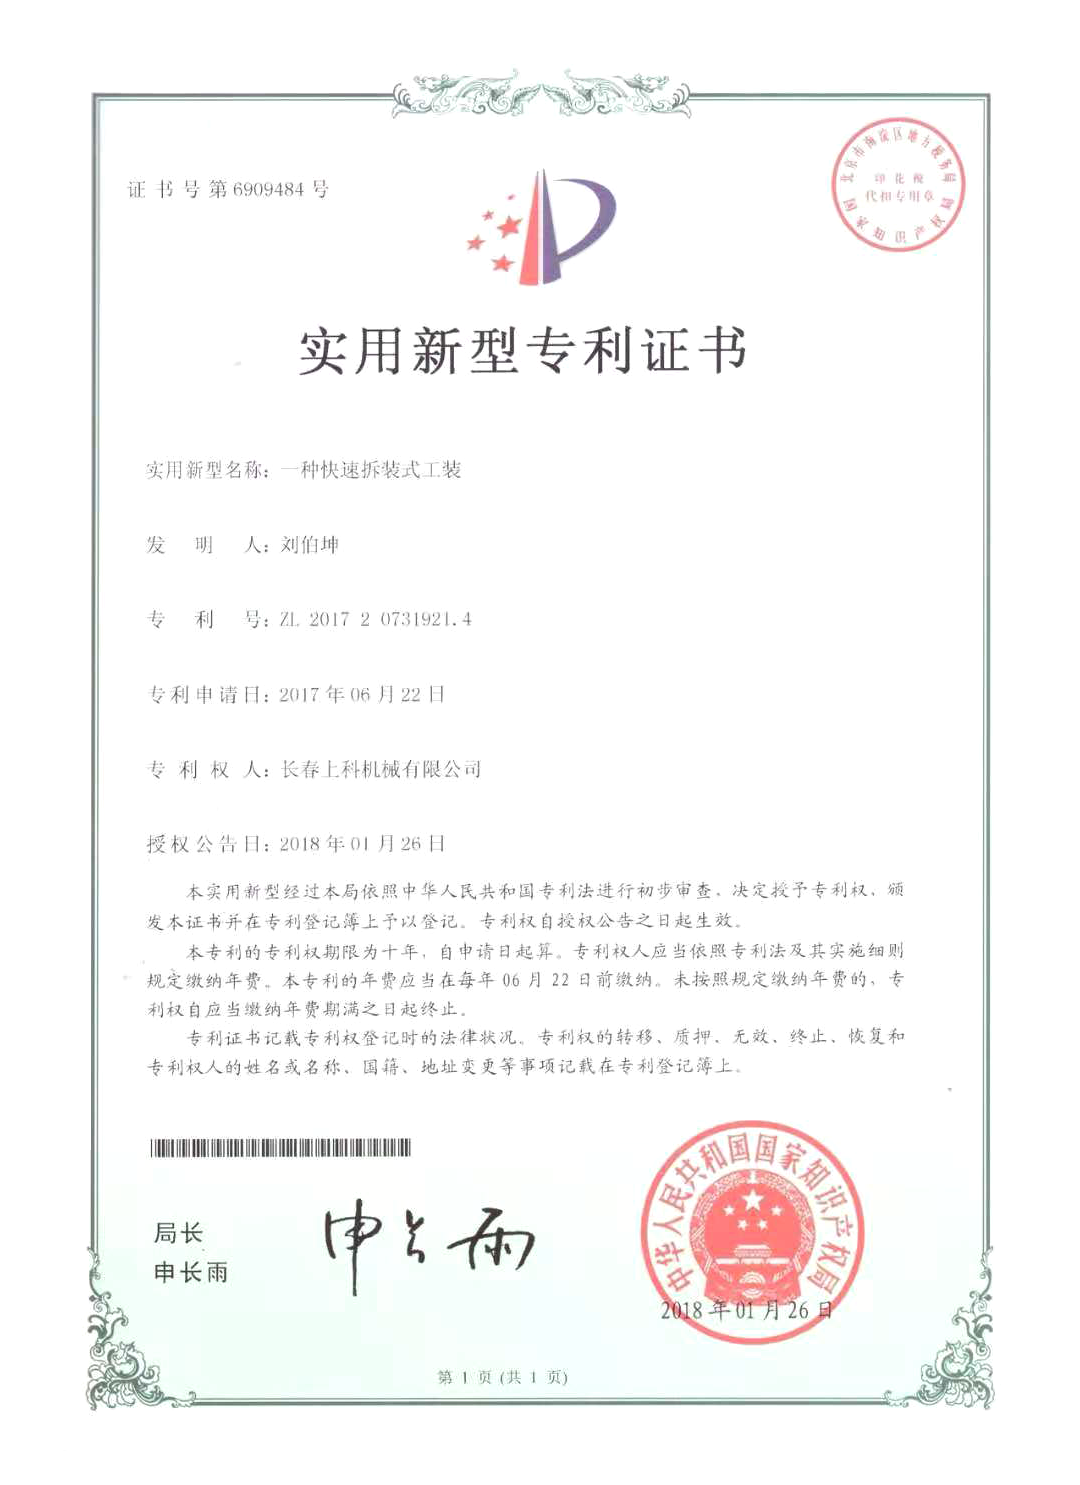 证书号第6909484号
北京市海淀区地方税务局
印花税
代扣专用章
国家知识产权局
实用新型专利证书
实用新型名称：一种快速拆装式工装
发明人：刘伯坤
专利号：ZL 2017 2 0731921.4
专利申请日：2017年06月22日
专利权人：长春上科机械有限公司
授权公告日：2018年01月26日
本实用新型经过本局依照中华人民共和国专利法进行初步审查，决定授予专利权，颁
发本证书并在专利登记簿上予以登记。专利权自授权公告之日起生效。
本专利的专利权期限为十年，自申请日起算。专利权人应当依照专利法及其实施细则
规定缴纳年费。本专利的年费应当在每年06月22日前缴纳。未按照规定缴纳年费的，专
利权自应当缴纳年费期满之日起终止。
专利证书记载专利权登记时的法律状况。专利权的转移、质押、无效、终止、恢复和
专利权人的姓名或名称、国籍、地址变更等事项记载在专利登记簿上。
局长
申长雨
申长雨
中华人民共和国国家知识产权局
2018年01月26日
第1页(共1页)